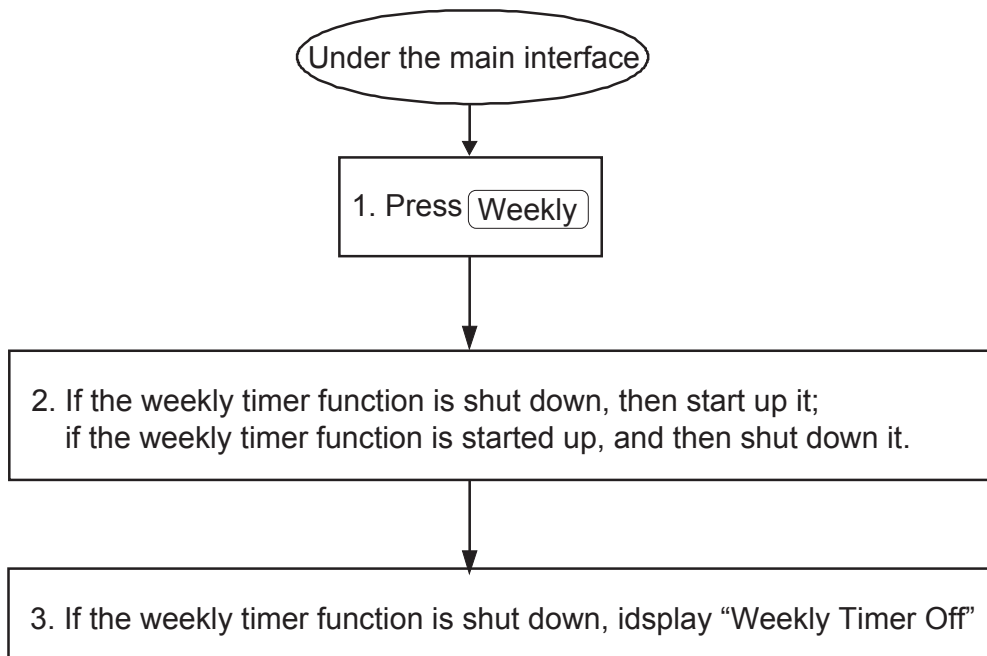 Under the main interface
1. Press Weekly
2. If the weekly timer function is shut down, then start up it;
if the weekly timer function is started up, and then shut down it.
3. If the weekly timer function is shut down, idsplay “Weekly Timer Off”